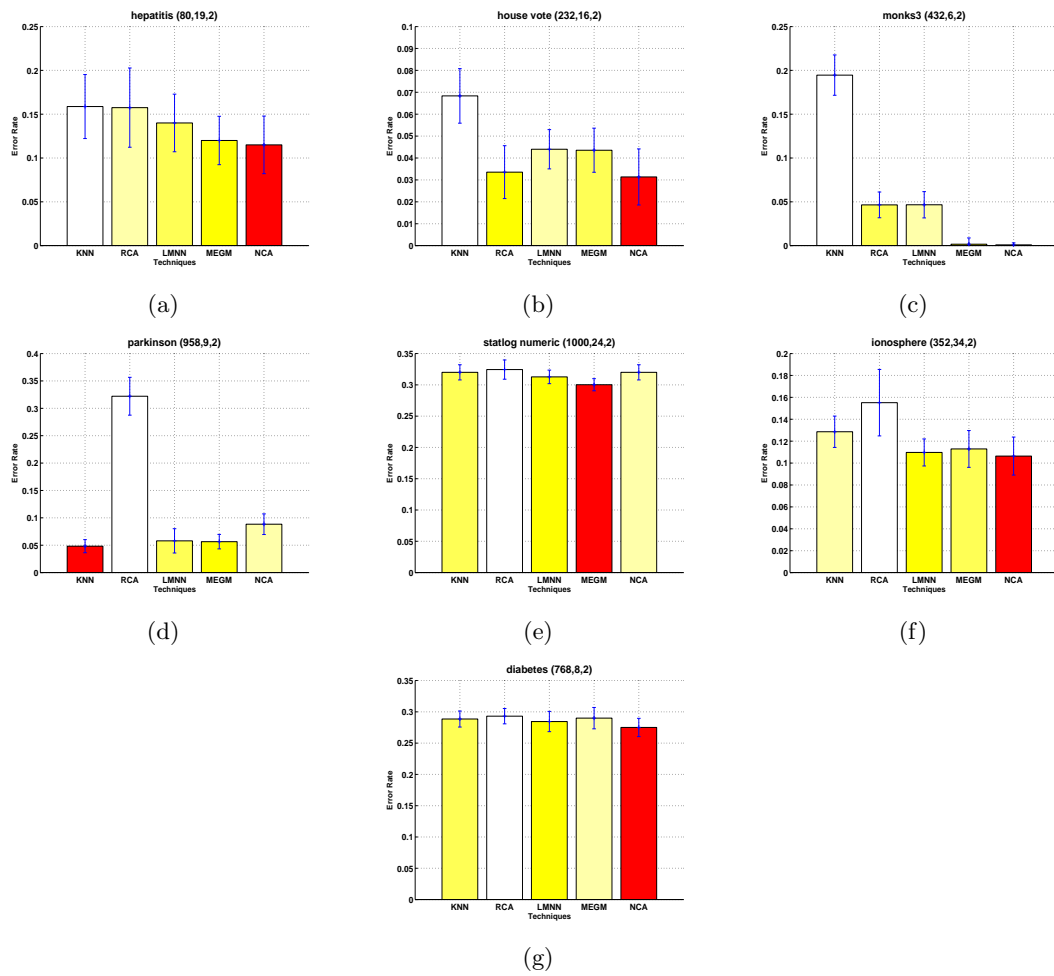 hepatitis (80,19,2)
0.25
0.2
0.15
0.1
0.05
0
Error Rate
KNN RCA LMNN MEGM NCA
Techniques
(a)
house vote (232,16,2)
0.1
0.09
0.08
0.07
0.06
0.05
0.04
0.03
0.02
0.01
0
Error Rate
KNN RCA LMNN MEGM NCA
Techniques
(b)
monks3 (432,6,2)
0.25
0.2
0.15
0.1
0.05
0
Error Rate
KNN RCA LMNN MEGM NCA
Techniques
(c)
parkinson (958,9,2)
0.4
0.35
0.3
0.25
0.2
0.15
0.1
0.05
0
Error Rate
KNN RCA LMNN MEGM NCA
Techniques
(d)
statlog numeric (1000,24,2)
0.35
0.3
0.25
0.2
0.15
0.1
0.05
0
Error Rate
KNN RCA LMNN MEGM NCA
Techniques
(e)
ionosphere (352,34,2)
0.2
0.18
0.16
0.14
0.12
0.1
0.08
0.06
0.04
0.02
0
Error Rate
KNN RCA LMNN MEGM NCA
Techniques
(f)
diabetes (768,8,2)
0.35
0.3
0.25
0.2
0.15
0.1
0.05
0
Error Rate
KNN RCA LMNN MEGM NCA
Techniques
(g)